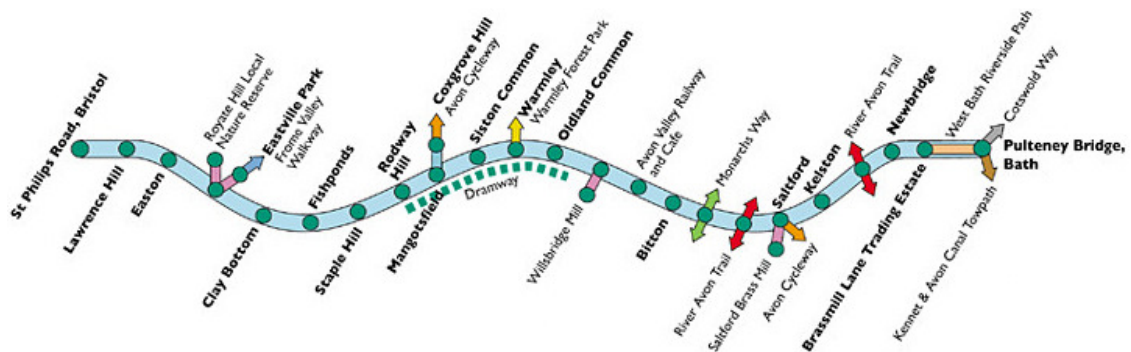 St Philips Road, Bristol
Lawrence Hill
Easton
Royate Hill Local
Nature Reserve
Eastville Park
Frome Valley
Walkway
Clay Bottom
Fishponds
Staple Hill
Rodway
Hill
Mangotsfield
Coxgrove Hill
Avon Cycleway
Siston Common
Dramway
Warmley
Warmley Forest Park
Oldland Common
Willsbridge Mill
Avon Valley Railway
and Cafe
Bitton
Monarchs Way
River Avon Trail
Saltford Brass Mill
Saltford
Avon Cycleway
Kelston
River Avon Trail
Newbridge
Brassmill Lane Trading Estate
West Bath Riverside Path
Cotswold Way
Pulteney Bridge,
Bath
Kennet & Avon Canal Towpath